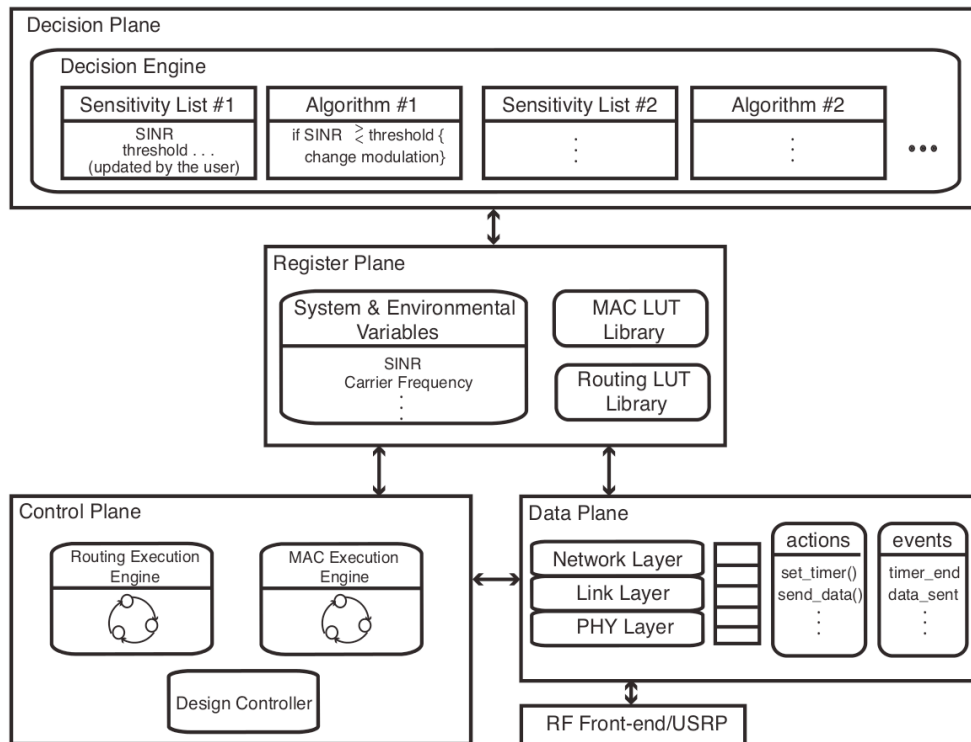 Decision Plane
Decision Engine
Sensitivity List #1
SINR
threshold . . .
(updated by the user)
Algorithm #1
if SINR ≷ threshold {
change modulation}
Sensitivity List #2
Algorithm #2
Register Plane
System & Environmental
Variables
SINR
Carrier Frequency
MAC LUT
Library
Routing LUT
Library
Control Plane
Routing Execution
Engine
MAC Execution
Engine
Design Controller
Data Plane
Network Layer
Link Layer
PHY Layer
actions
set_timer()
send_data()
events
timer_end
data_sent
RF Front-end/USRP